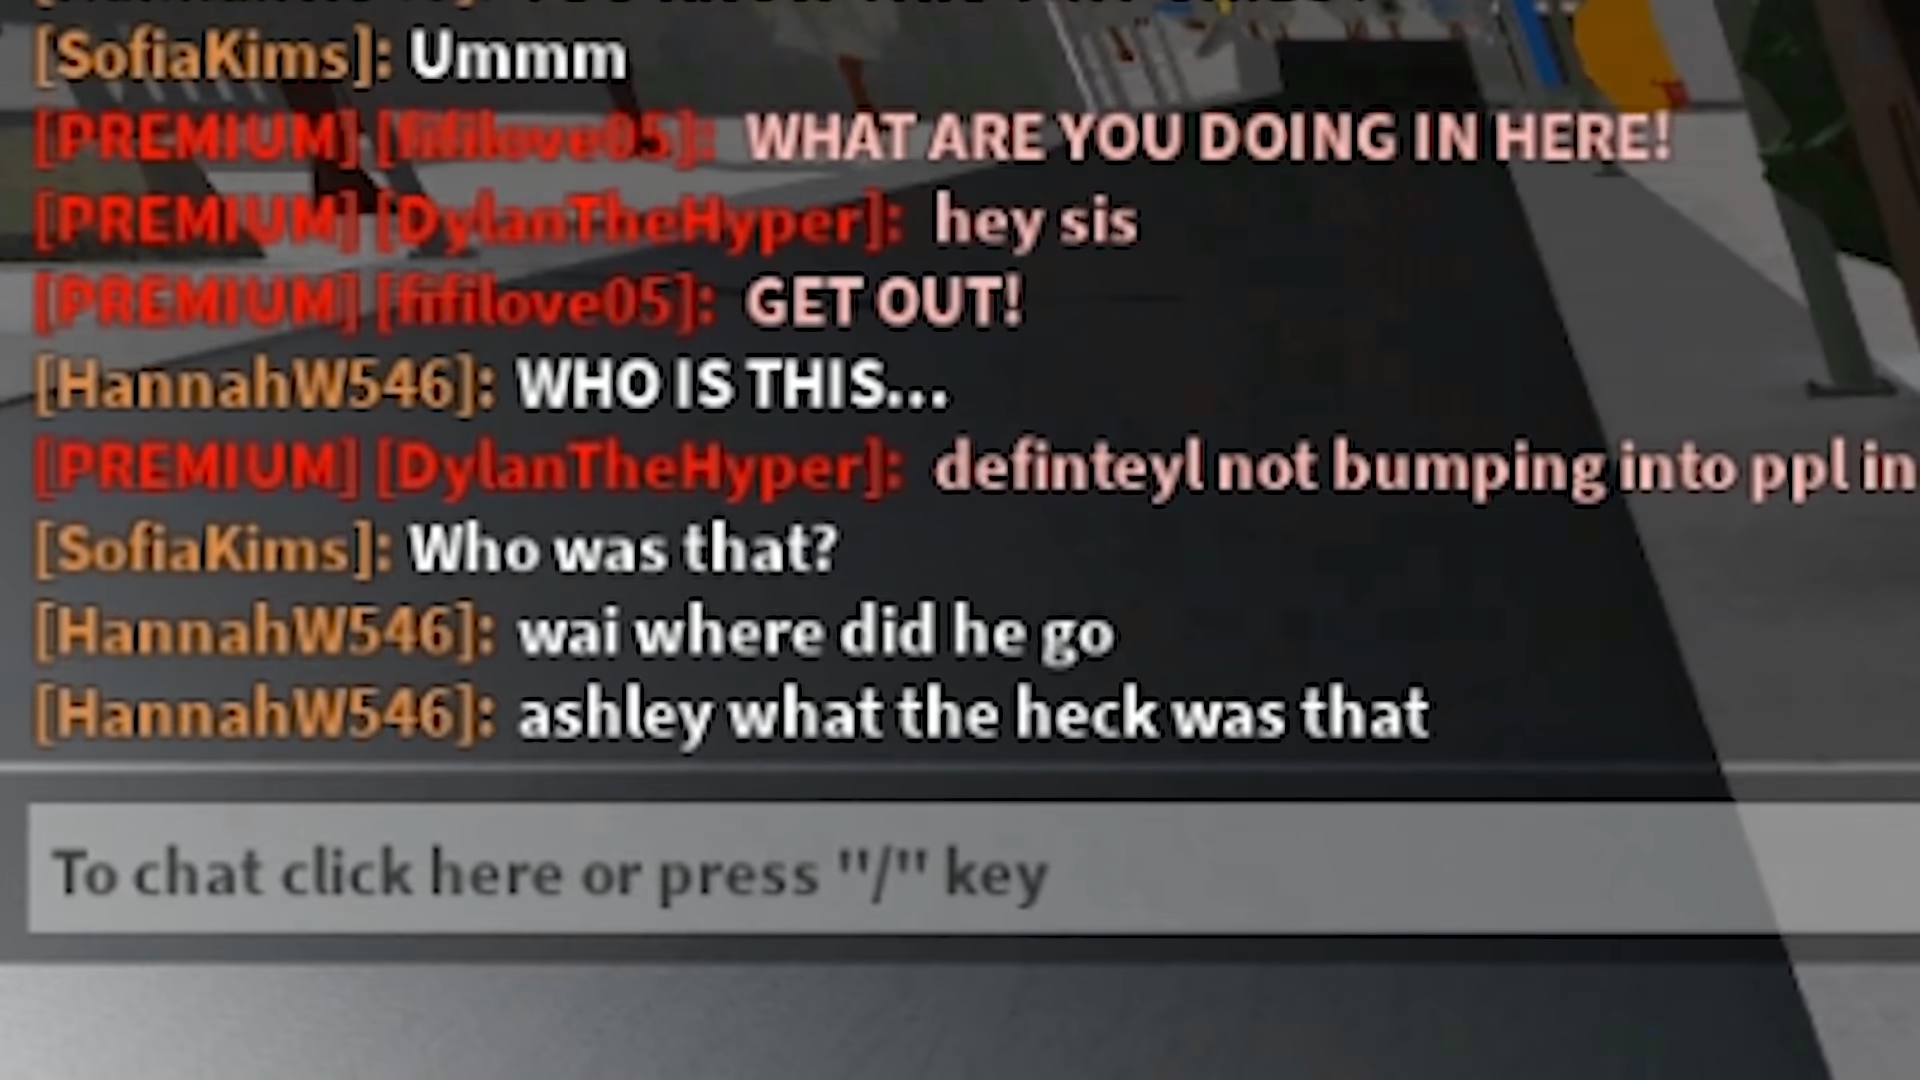 [SofiaKims]: Ummm
[PREMIUM] [fifilove05]: WHAT ARE YOU DOING IN HERE!
[PREMIUM] [DylanTheHyper]: hey sis
[PREMIUM] [fifilove05]: GET OUT!
[HannahW546]: WHO IS THIS...
[PREMIUM] [DylanTheHyper]: definteyl not bumping into ppl in
[SofiaKims]: Who was that?
[HannahW546]: wai where did he go
[HannahW546]: ashley what the heck was that
To chat click here or press "/" key